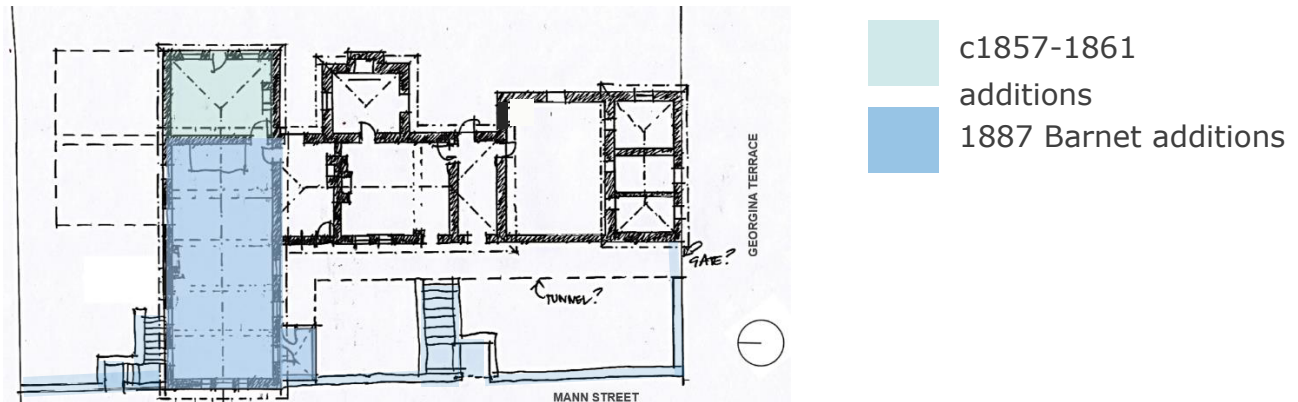 c1857-1861
additions
1887 Barnet additions
GEORGINA TERRACE
GATE?
TUNNEL?
MANN STREET